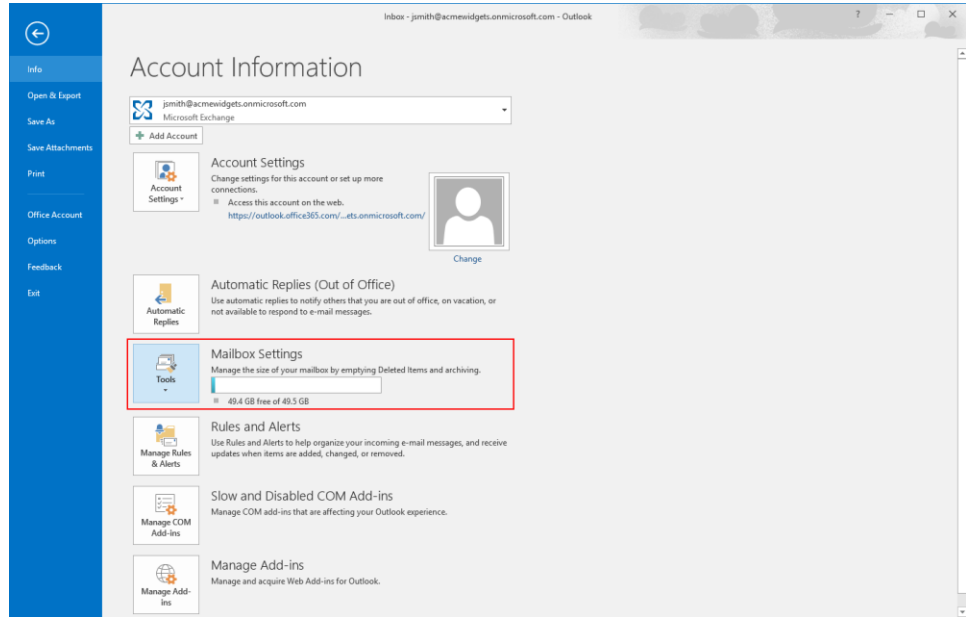 Inbox - jsmith@acmewidgets.onmicrosoft.com - Outlook
?
Info
Open & Export
Save As
Save Attachments
Print
Office Account
Options
Feedback
Exit
Account Information
jsmith@acmewidgets.onmicrosoft.com
Microsoft Exchange
Add Account
Account
Settings
Account Settings
Change settings for this account or set up more
connections.
Access this account on the web.
https://outlook.office365.com/...ets.onmicrosoft.com/
Change
Automatic
Replies
Automatic Replies (Out of Office)
Use automatic replies to notify others that you are out of office, on vacation, or
not available to respond to e-mail messages.
Tools
Mailbox Settings
Manage the size of your mailbox by emptying Deleted Items and archiving.
49.4 GB free of 49.5 GB
Manage Rules
& Alerts
Rules and Alerts
Use Rules and Alerts to help organize your incoming e-mail messages, and receive
updates when items are added, changed, or removed.
Manage COM
Add-ins
Slow and Disabled COM Add-ins
Manage COM add-ins that are affecting your Outlook experience.
Manage Add-
ins
Manage Add-ins
Manage and acquire Web Add-ins for Outlook.